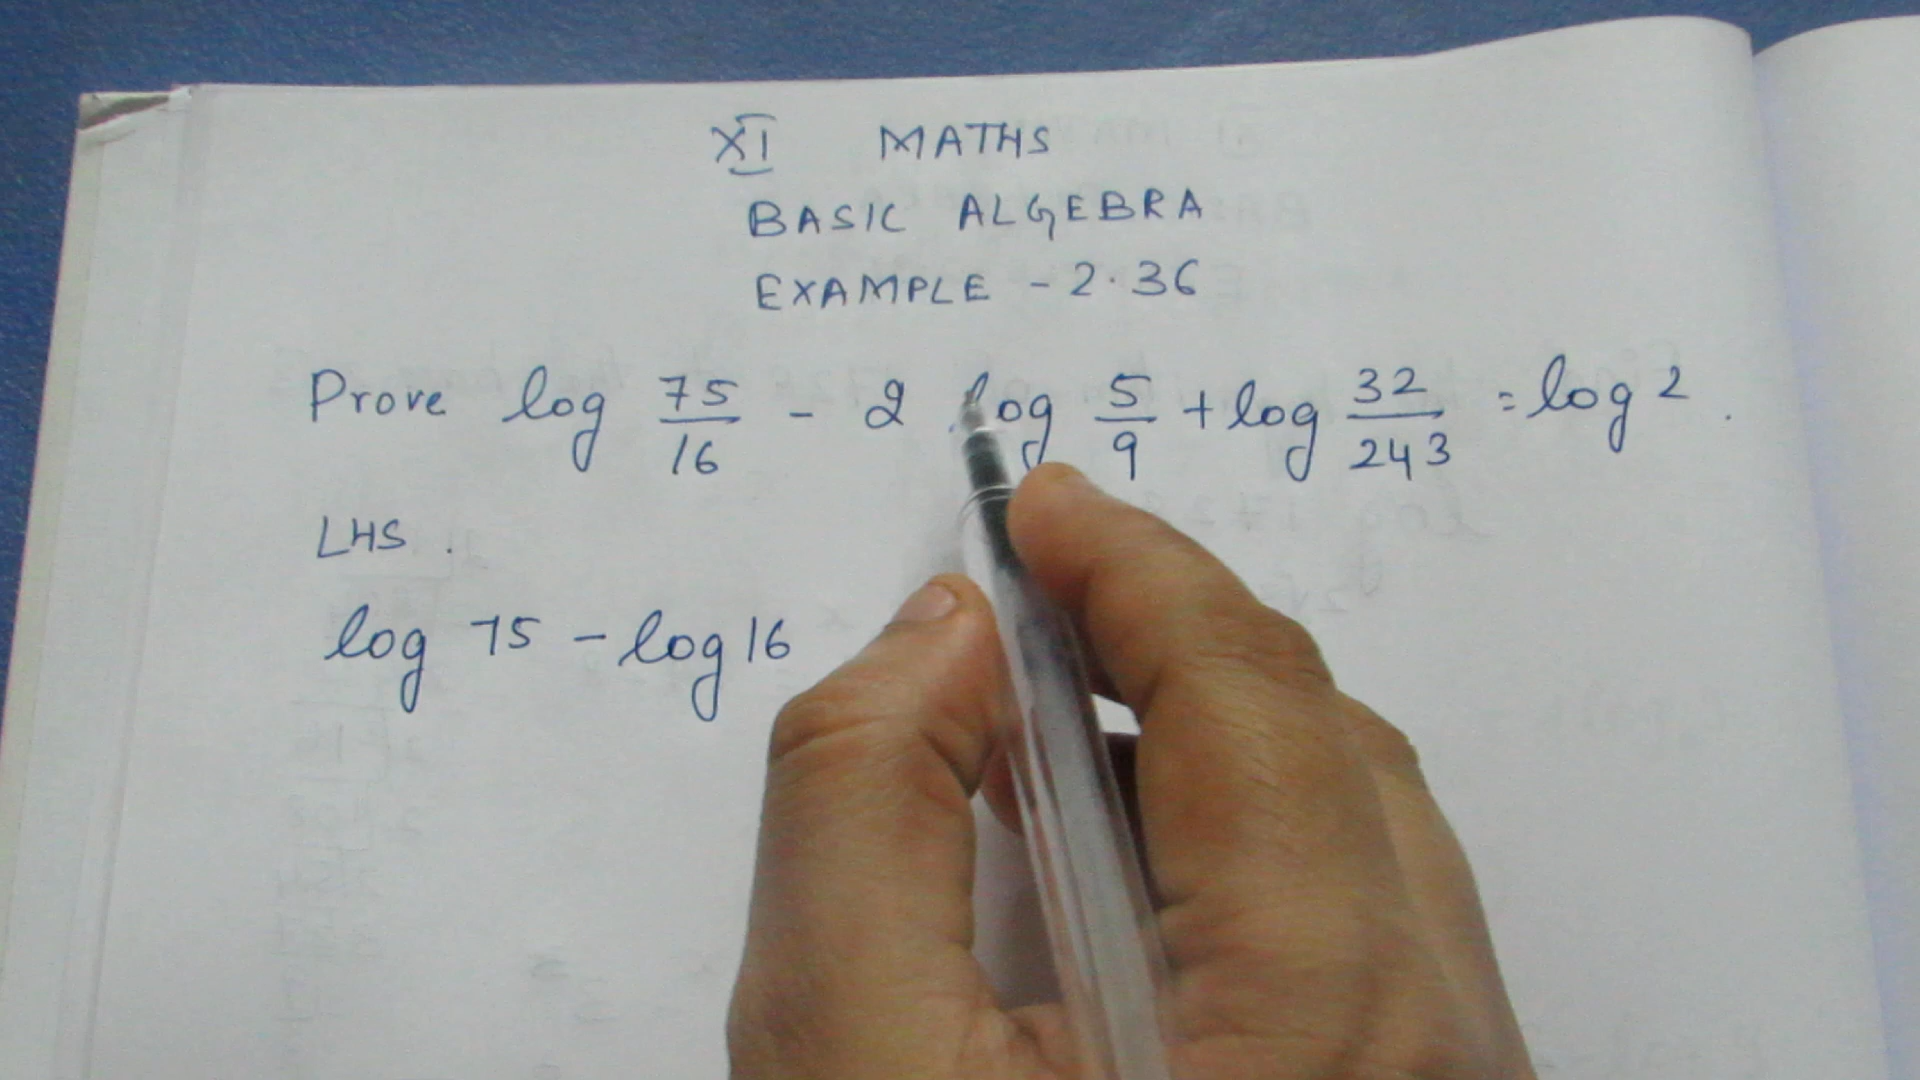 XI MATHS
BASIC ALGEBRA
EXAMPLE - 2.36
Prove log 75/16 - 2 log 5/9 + log 32/243 = log 2.
LHS.
log 75 - log 16